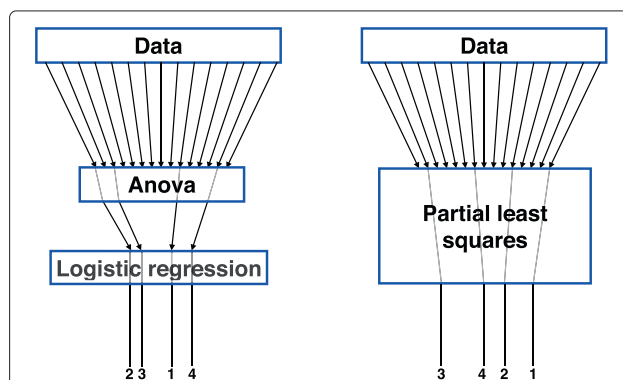 Data
Anova
Logistic regression
2 3 1 4
Data
Partial least
squares
3 4 2 1